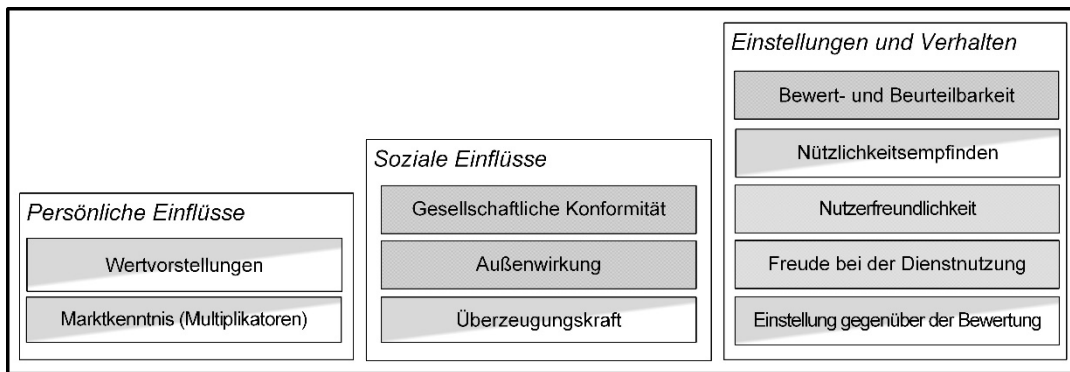 Persönliche Einflüsse
Wertvorstellungen
Marktkenntnis (Multiplikatoren)
Soziale Einflüsse
Gesellschaftliche Konformität
Außenwirkung
Überzeugungskraft
Einstellungen und Verhalten
Bewert- und Beurteilbarkeit
Nützlichkeitsempfinden
Nutzerfreundlichkeit
Freude bei der Dienstnutzung
Einstellung gegenüber der Bewertung